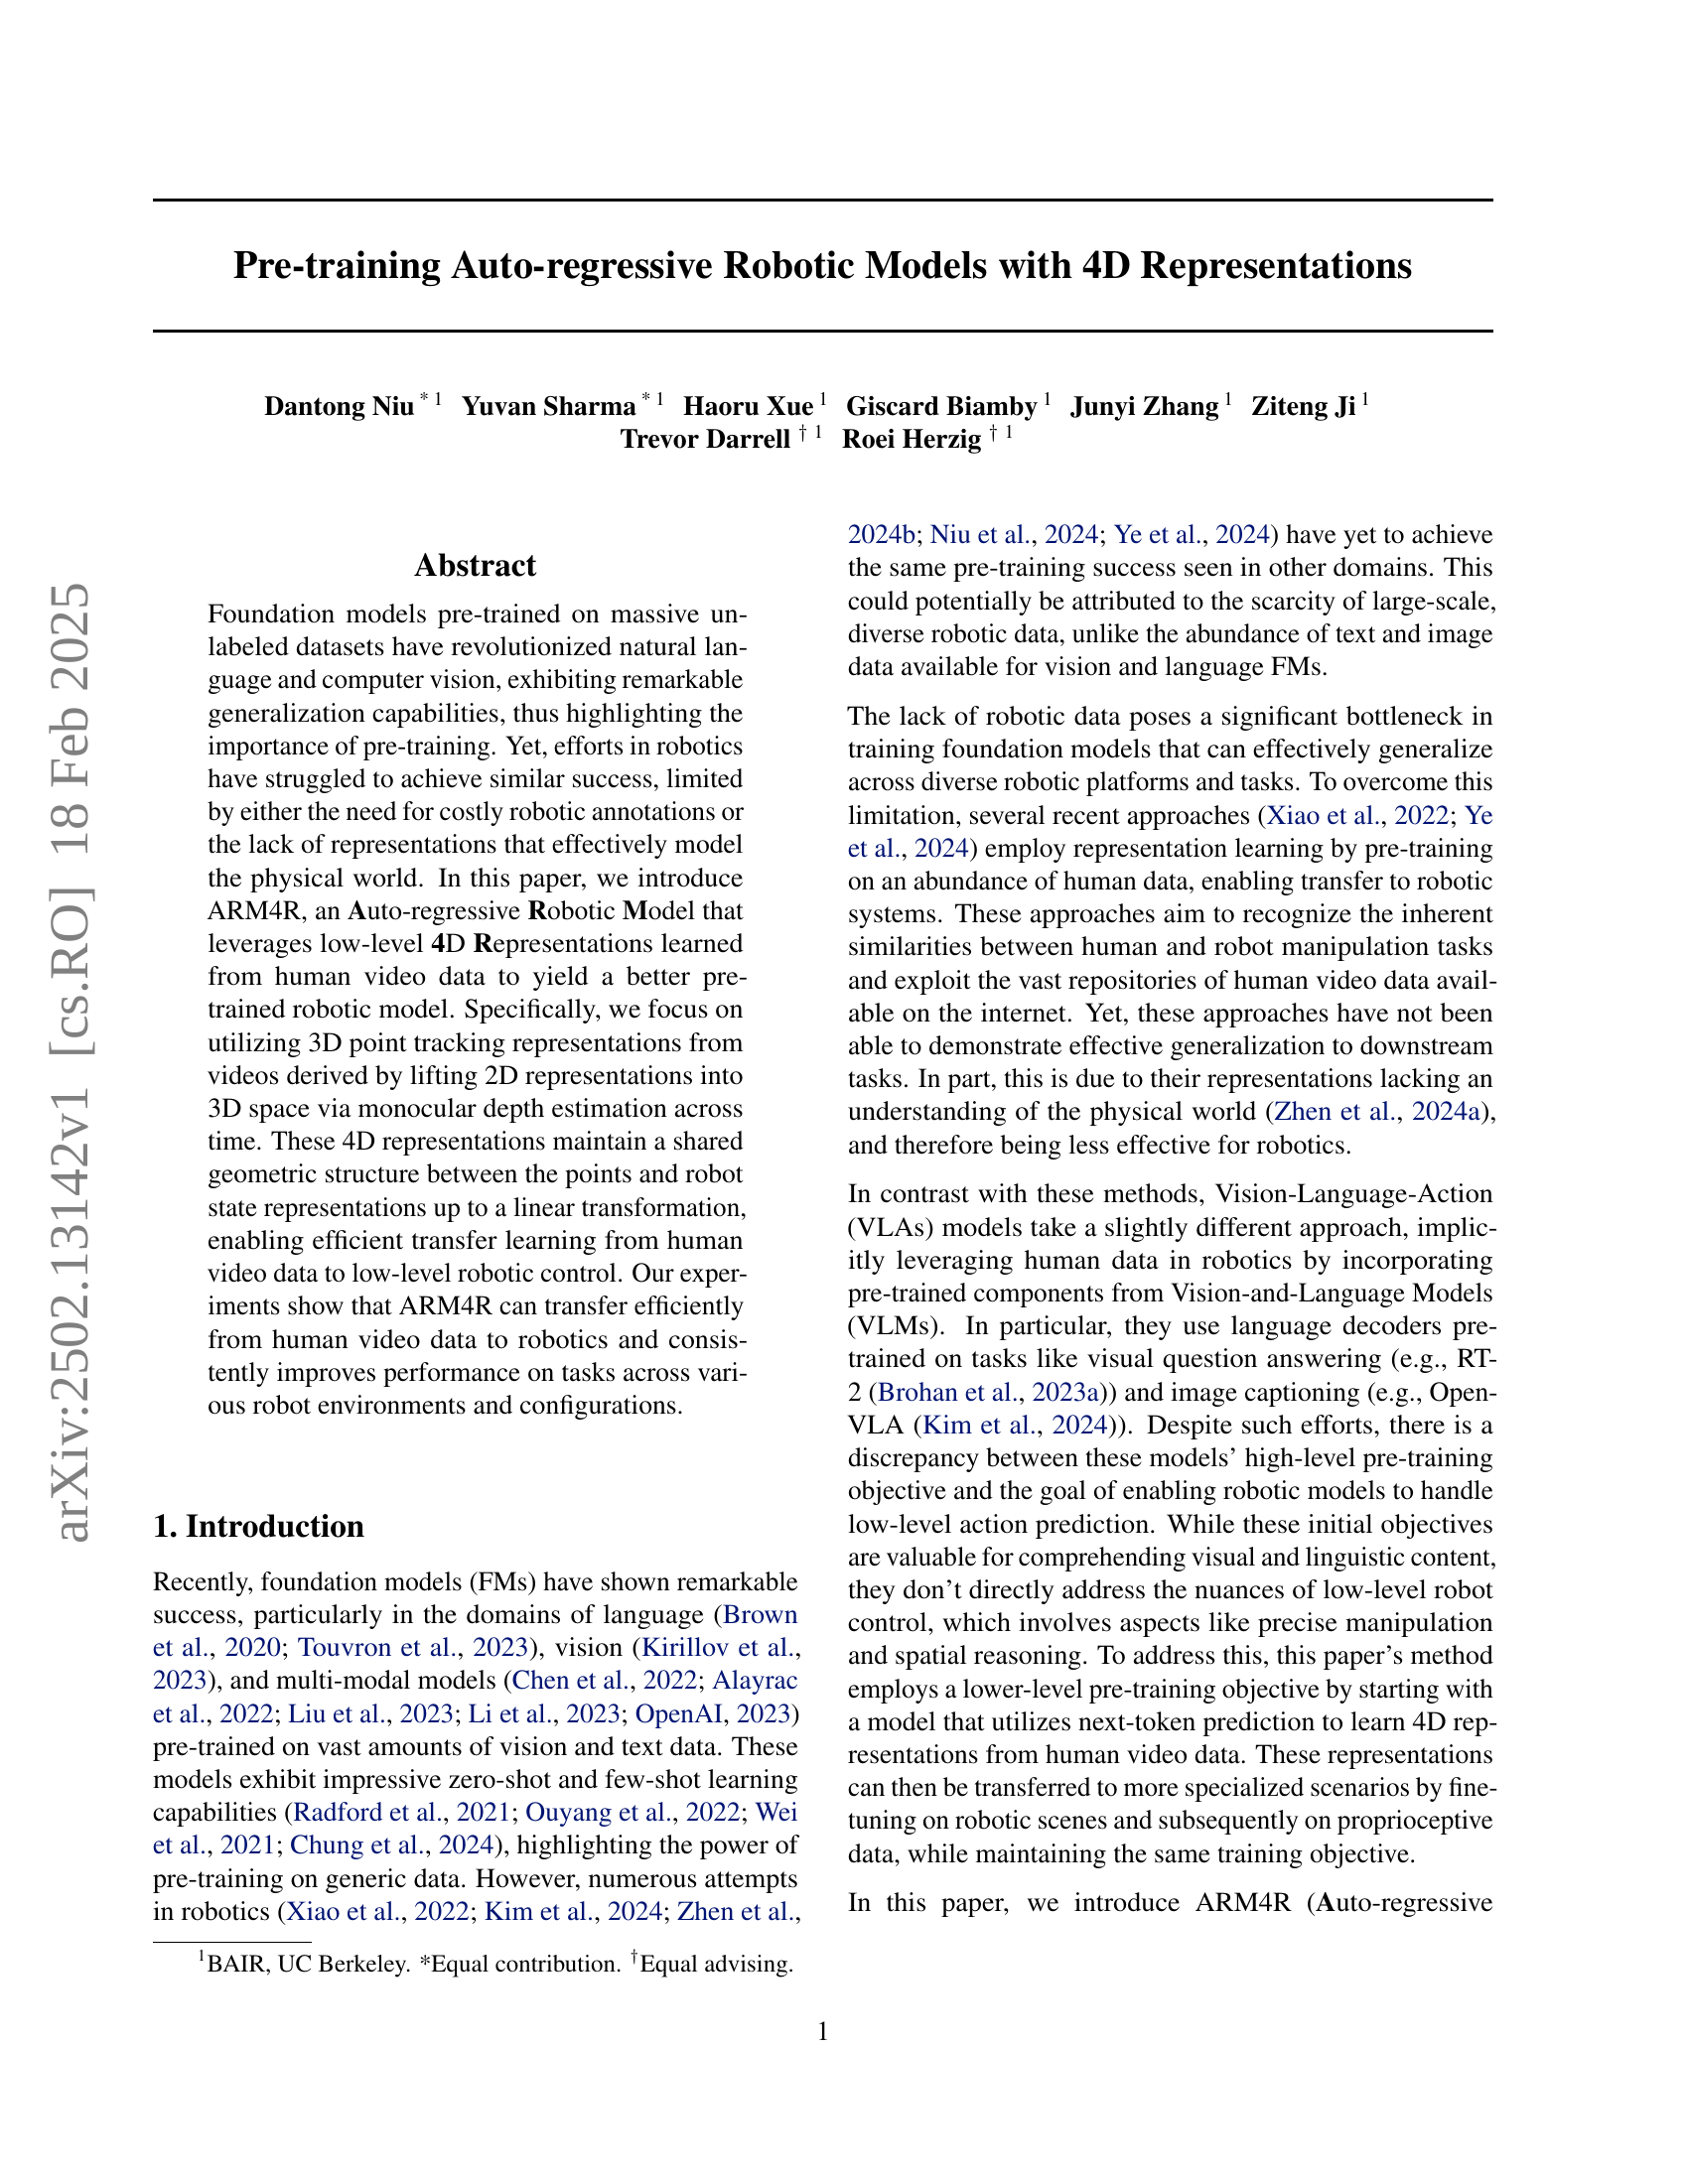 arXiv:2502.13142v1 [cs.RO] 18 Feb 2025
Pre-training Auto-regressive Robotic Models with 4D Representations
Dantong Niu * 1 Yuvan Sharma * 1 Haoru Xue 1 Giscard Biamby 1 Junyi Zhang 1 Ziteng Ji 1
Trevor Darrell † 1 Roei Herzig † 1
Abstract
Foundation models pre-trained on massive un-
labeled datasets have revolutionized natural lan-
guage and computer vision, exhibiting remarkable
generalization capabilities, thus highlighting the
importance of pre-training. Yet, efforts in robotics
have struggled to achieve similar success, limited
by either the need for costly robotic annotations or
the lack of representations that effectively model
the physical world. In this paper, we introduce
ARM4R, an Auto-regressive Robotic Model that
leverages low-level 4D Representations learned
from human video data to yield a better pre-
trained robotic model. Specifically, we focus on
utilizing 3D point tracking representations from
videos derived by lifting 2D representations into
3D space via monocular depth estimation across
time. These 4D representations maintain a shared
geometric structure between the points and robot
state representations up to a linear transformation,
enabling efficient transfer learning from human
video data to low-level robotic control. Our exper-
iments show that ARM4R can transfer efficiently
from human video data to robotics and consis-
tently improves performance on tasks across vari-
ous robot environments and configurations.
1. Introduction
Recently, foundation models (FMs) have shown remarkable
success, particularly in the domains of language (Brown
et al., 2020; Touvron et al., 2023), vision (Kirillov et al.,
2023), and multi-modal models (Chen et al., 2022; Alayrac
et al., 2022; Liu et al., 2023; Li et al., 2023; OpenAI, 2023)
pre-trained on vast amounts of vision and text data. These
models exhibit impressive zero-shot and few-shot learning
capabilities (Radford et al., 2021; Ouyang et al., 2022; Wei
et al., 2021; Chung et al., 2024), highlighting the power of
pre-training on generic data. However, numerous attempts
in robotics (Xiao et al., 2022; Kim et al., 2024; Zhen et al.,
1BAIR, UC Berkeley. *Equal contribution. †Equal advising.
2024b; Niu et al., 2024; Ye et al., 2024) have yet to achieve
the same pre-training success seen in other domains. This
could potentially be attributed to the scarcity of large-scale,
diverse robotic data, unlike the abundance of text and image
data available for vision and language FMs.
The lack of robotic data poses a significant bottleneck in
training foundation models that can effectively generalize
across diverse robotic platforms and tasks. To overcome this
limitation, several recent approaches (Xiao et al., 2022; Ye
et al., 2024) employ representation learning by pre-training
on an abundance of human data, enabling transfer to robotic
systems. These approaches aim to recognize the inherent
similarities between human and robot manipulation tasks
and exploit the vast repositories of human video data avail-
able on the internet. Yet, these approaches have not been
able to demonstrate effective generalization to downstream
tasks. In part, this is due to their representations lacking an
understanding of the physical world (Zhen et al., 2024a),
and therefore being less effective for robotics.
In contrast with these methods, Vision-Language-Action
(VLAs) models take a slightly different approach, implic-
itly leveraging human data in robotics by incorporating
pre-trained components from Vision-and-Language Models
(VLMs). In particular, they use language decoders pre-
trained on tasks like visual question answering (e.g., RT-
2 (Brohan et al., 2023a)) and image captioning (e.g., Open-
VLA (Kim et al., 2024)). Despite such efforts, there is a
discrepancy between these models’ high-level pre-training
objective and the goal of enabling robotic models to handle
low-level action prediction. While these initial objectives
are valuable for comprehending visual and linguistic content,
they don’t directly address the nuances of low-level robot
control, which involves aspects like precise manipulation
and spatial reasoning. To address this, this paper’s method
employs a lower-level pre-training objective by starting with
a model that utilizes next-token prediction to learn 4D rep-
resentations from human video data. These representations
can then be transferred to more specialized scenarios by fine-
tuning on robotic scenes and subsequently on proprioceptive
data, while maintaining the same training objective.
In this paper, we introduce ARM4R (Auto-regressive
1